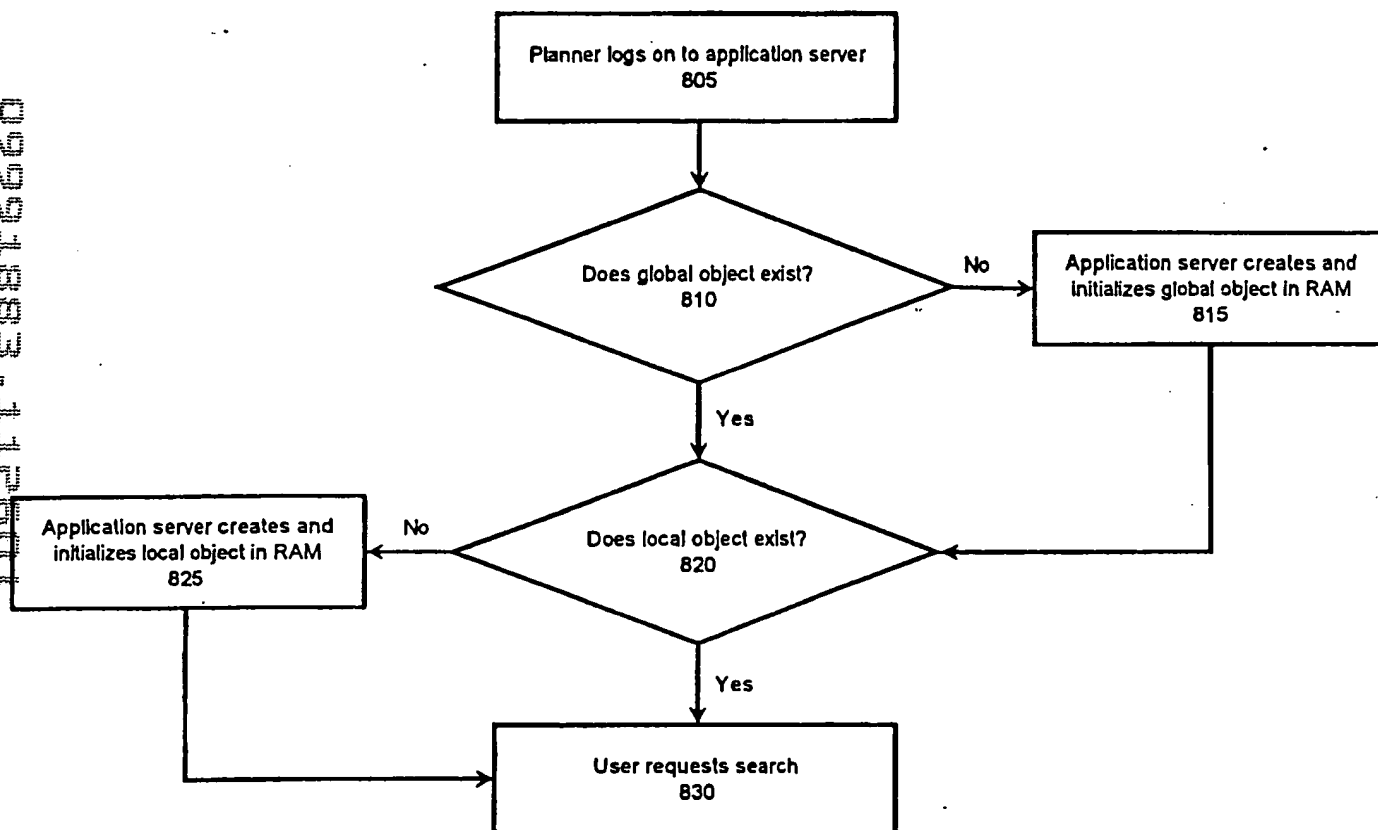 Planner logs on to application server
805
Does global object exist?
810
No
Application server creates and
initializes global object in RAM
815
Yes
Application server creates and
initializes local object in RAM
825
No
Does local object exist?
820
Yes
User requests search
830